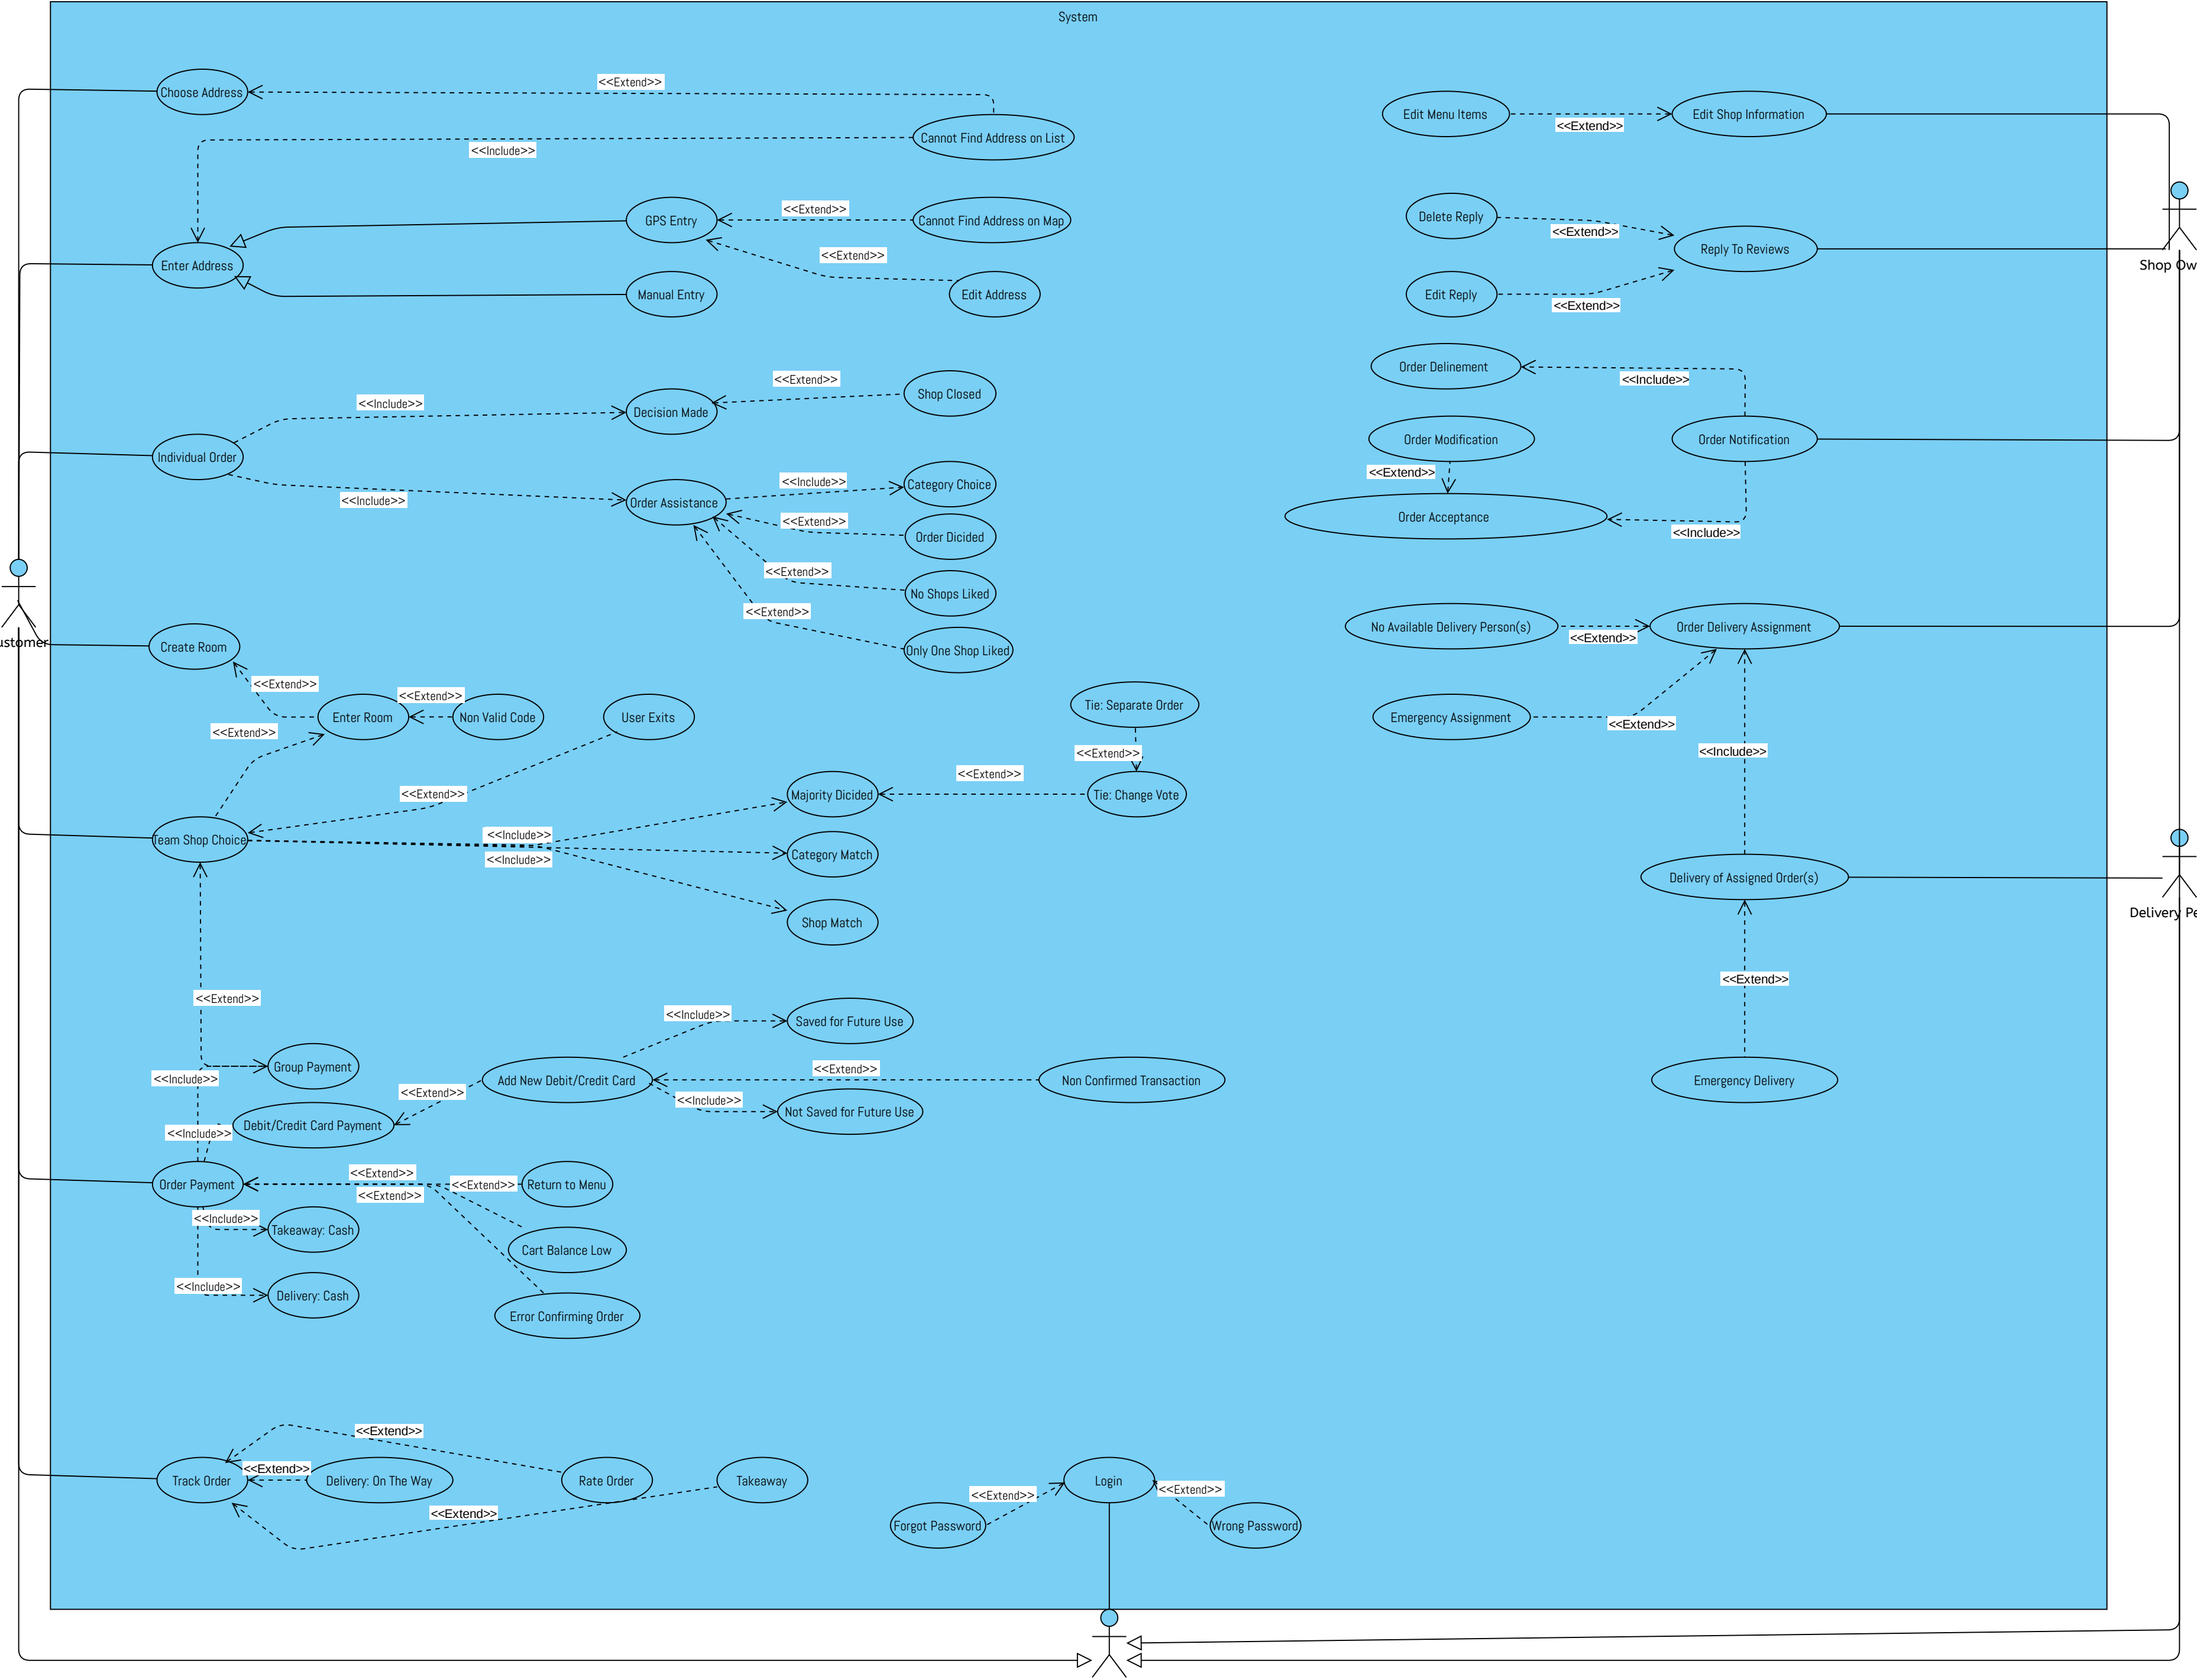 System
Choose Address
<<Extend>>
Cannot Find Address on List
<<Include>>
Edit Menu Items
<<Extend>>
Edit Shop Information
GPS Entry
<<Extend>>
Cannot Find Address on Map
Enter Address
<<Extend>>
Manual Entry
Edit Address
Delete Reply
<<Extend>>
Reply To Reviews
Edit Reply
<<Extend>>
Shop Ow
Individual Order
<<Include>>
Decision Made
<<Extend>>
Shop Closed
<<Include>>
Order Assistance
<<Include>>
Category Choice
<<Extend>>
Order Dicided
<<Extend>>
No Shops Liked
<<Extend>>
Only One Shop Liked
Order Delinement
<<Include>>
Order Modification
Order Notification
<<Extend>>
Order Acceptance
<<Include>>
ustomer
Create Room
<<Extend>>
Enter Room
<<Extend>>
Non Valid Code
<<Extend>>
User Exits
<<Extend>>
Tie: Separate Order
<<Extend>>
Majority Dicided
<<Extend>>
Tie: Change Vote
Team Shop Choice
<<Include>>
<<Include>>
Category Match
Shop Match
No Available Delivery Person(s)
<<Extend>>
Order Delivery Assignment
Emergency Assignment
<<Extend>>
<<Include>>
Delivery of Assigned Order(s)
Delivery Pe
<<Extend>>
Emergency Delivery
<<Extend>>
Group Payment
<<Include>>
<<Include>>
Saved for Future Use
Add New Debit/Credit Card
<<Extend>>
Non Confirmed Transaction
<<Extend>>
<<Include>>
Not Saved for Future Use
<<Include>>
Debit/Credit Card Payment
Order Payment
<<Extend>>
<<Extend>>
<<Extend>>
Return to Menu
<<Include>>
Takeaway: Cash
Cart Balance Low
<<Include>>
Delivery: Cash
Error Confirming Order
<<Extend>>
Track Order
<<Extend>>
Delivery: On The Way
Rate Order
Takeaway
<<Extend>>
Login
<<Extend>>
<<Extend>>
Forgot Password
Wrong Password